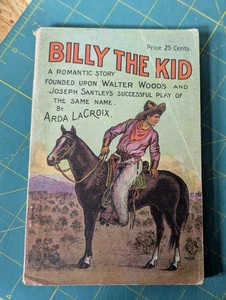 Price 25 Cents.
BILLY THE KID
A ROMANTIC STORY
FOUNDED UPON WALTER WOODS AND
JOSEPH SANTLEY'S SUCCESSFUL PLAY OF
THE SAME NAME.
BY
ARDA LACROIX.